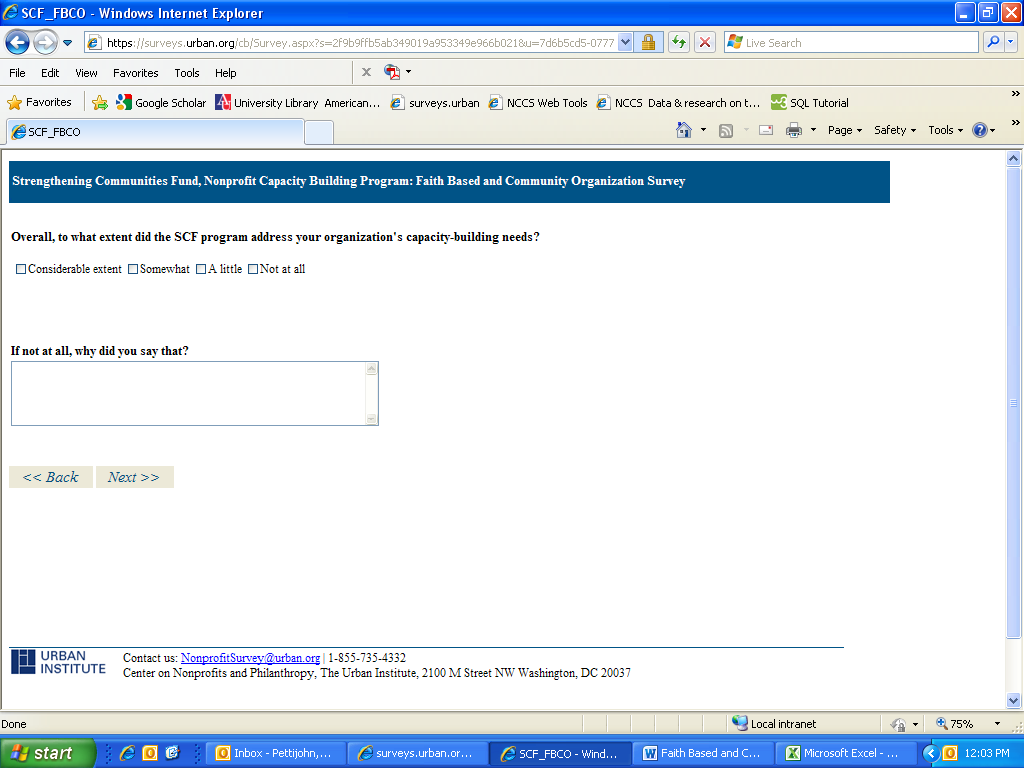 SCF_FBCO - Windows Internet Explorer
https://surveys.urban.org/cb/Survey.aspx?s=2f9b9ffb5ab349019a953349e966b021&u=7d6b5cd5-0777
Live Search
File Edit View Favorites Tools Help
x
Favorites Google Scholar University Library American... surveys.urban NCCS Web Tools NCCS Data & research on t... SQL Tutorial »
SCF_FBCO
Page Safety Tools »
Strengthening Communities Fund, Nonprofit Capacity Building Program: Faith Based and Community Organization Survey
Overall, to what extent did the SCF program address your organization's capacity-building needs?
Considerable extent Somewhat A little Not at all
If not at all, why did you say that?
<< Back Next >>
URBAN INSTITUTE
Contact us: NonprofitSurvey@urban.org | 1-855-735-4332
Center on Nonprofits and Philanthropy, The Urban Institute, 2100 M Street NW Washington, DC 20037
Done Local intranet 75%
start Inbox - Pettijohn,... surveys.urban.or... SCF_FBCO - Wind... Faith Based and C... Microsoft Excel - ... 12:03 PM